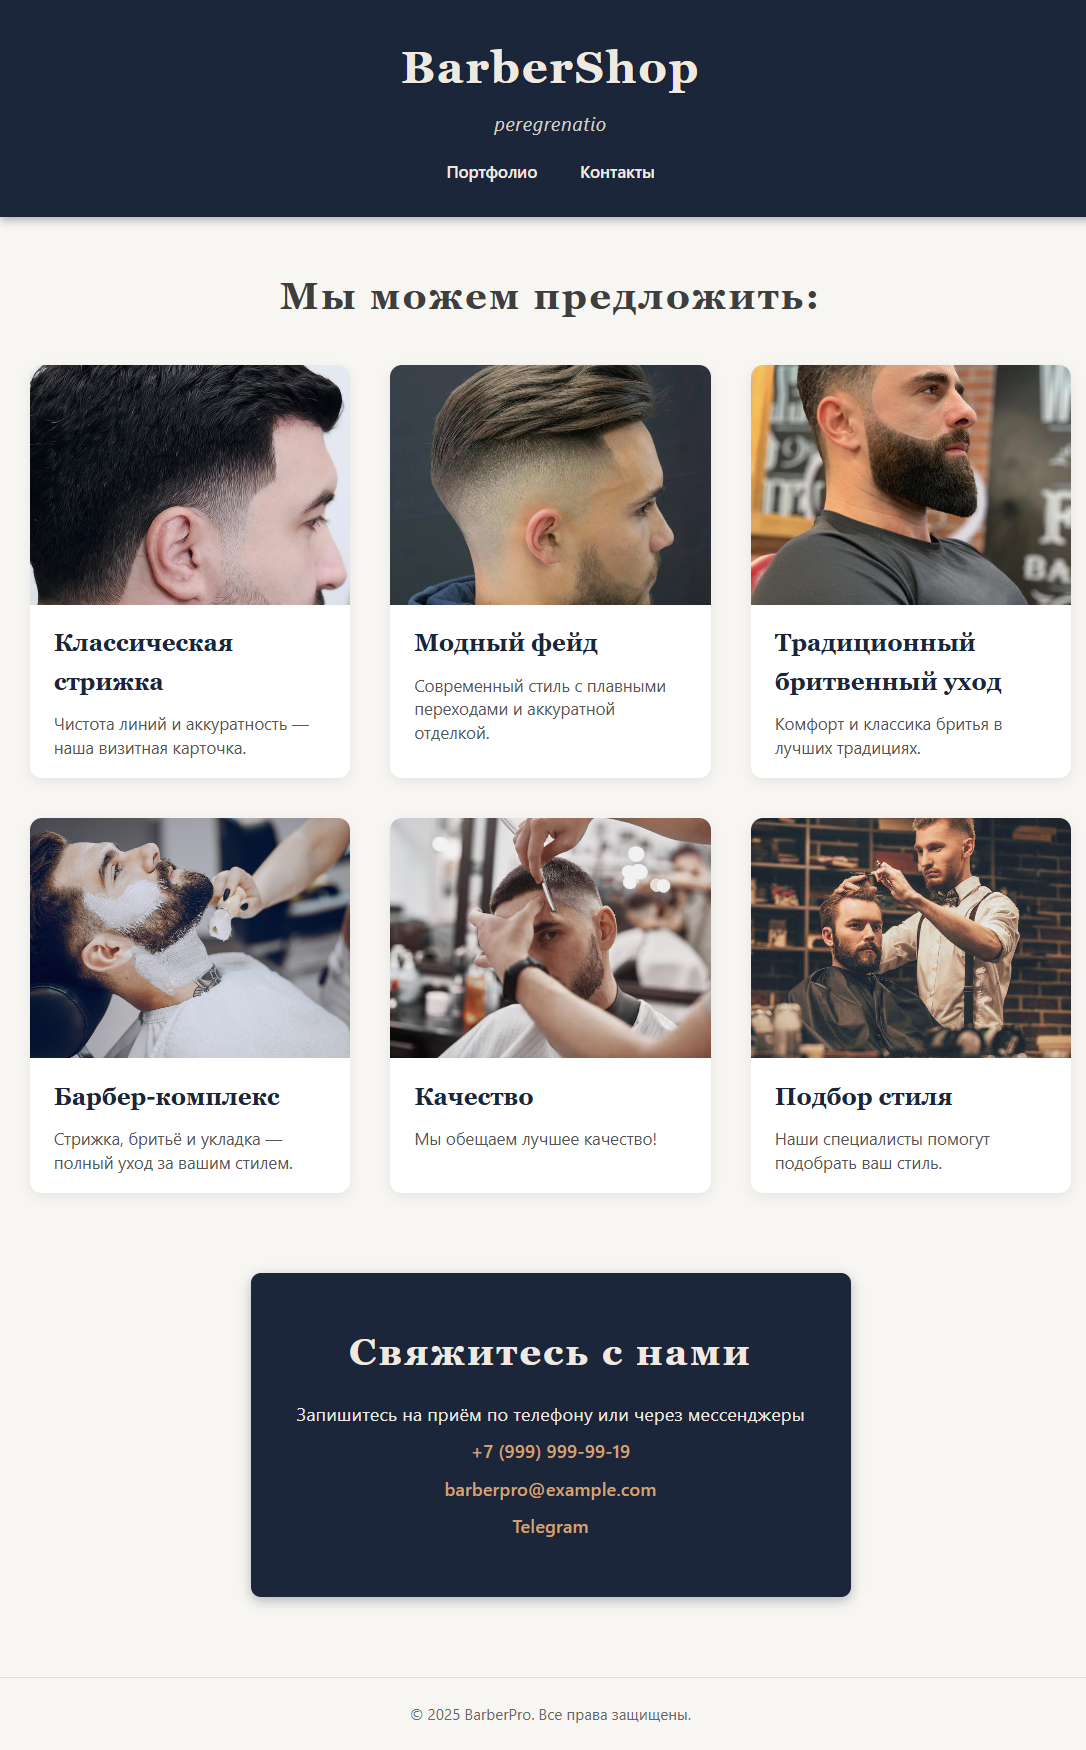 BarberShop
peregrenatio
Портфолио Контакты
Мы можем предложить:
Классическая
стрижка
Чистота линий и аккуратность —
наша визитная карточка.
Модный фейд
Современный стиль с плавными
переходами и аккуратной
отделкой.
Традиционный
бритвенный уход
Комфорт и классика бритья в
лучших традициях.
Барбер-комплекс
Стрижка, бритьё и укладка —
полный уход за вашим стилем.
Качество
Мы обещаем лучшее качество!
Подбор стиля
Наши специалисты помогут
подобрать ваш стиль.
Свяжитесь с нами
Запишитесь на приём по телефону или через мессенджеры
+7 (999) 999-99-19
barberpro@example.com
Telegram
© 2025 BarberPro. Все права защищены.